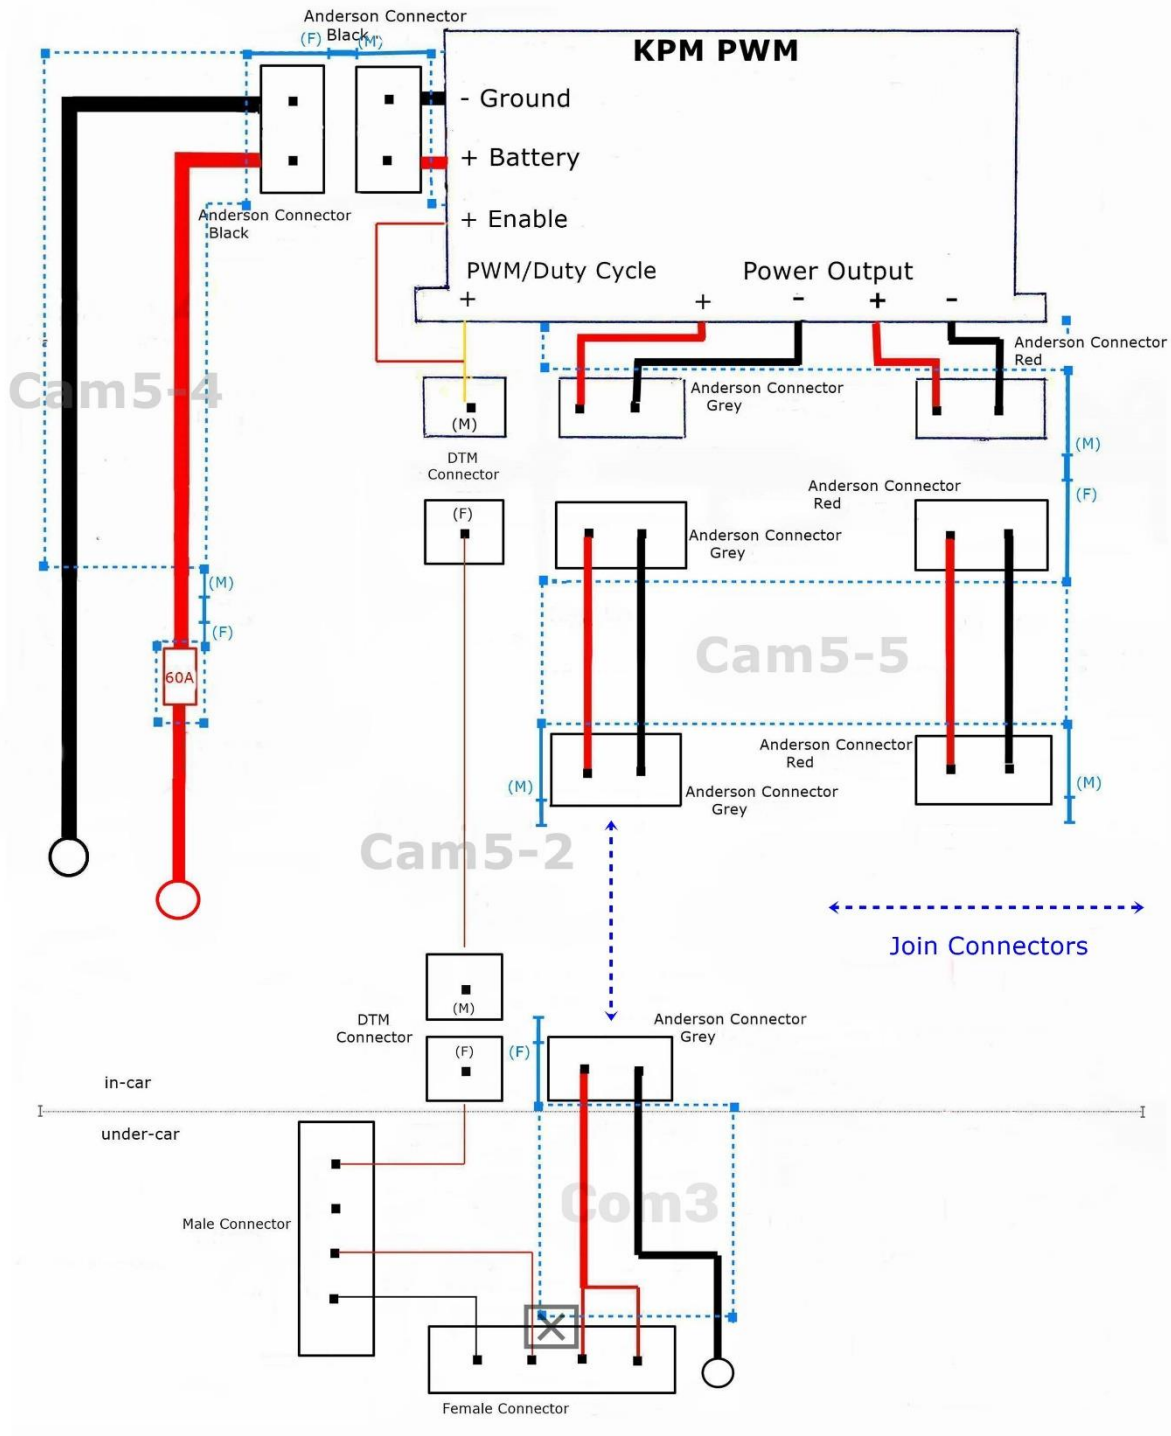 Anderson Connector
Black
(F)
(M)
KPM PWM
- Ground
+ Battery
+ Enable
PWM/Duty Cycle
Power Output
+
+
-
+
-
Anderson Connector
Black
Anderson Connector
Red
Cam5-4
Anderson Connector
Grey
(M)
(M)
DTM
Connector
Anderson Connector
Red
(F)
(F)
Anderson Connector
Grey
(M)
(F)
Cam5-5
60A
Anderson Connector
Red
(M)
(M)
Anderson Connector
Grey
Cam5-2
Join Connectors
(M)
DTM
Connector
Anderson Connector
Grey
(F)
(F)
in-car
under-car
Com3
Male Connector
Female Connector